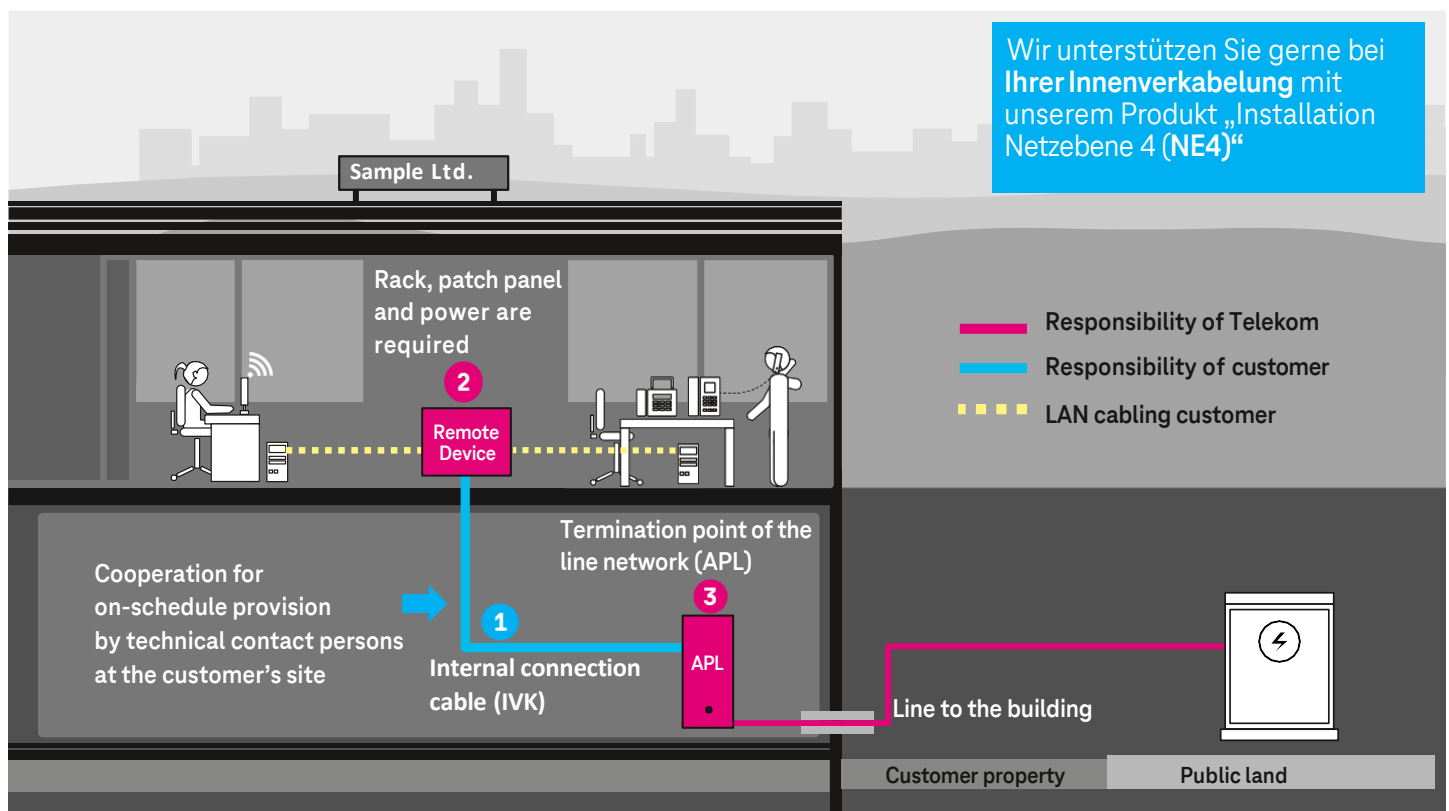 Wir unterstützen Sie gerne bei
Ihrer Innenverkabelung mit
unserem Produkt „Installation
Netzebene 4 (NE4)“
Sample Ltd.
Rack, patch panel
and power are
required
2
Remote
Device
Responsibility of Telekom
Responsibility of customer
LAN cabling customer
Termination point of the
line network (APL)
3
APL
Cooperation for
on-schedule provision
by technical contact persons
at the customer’s site
1
Internal connection
cable (IVK)
Line to the building
Customer property
Public land